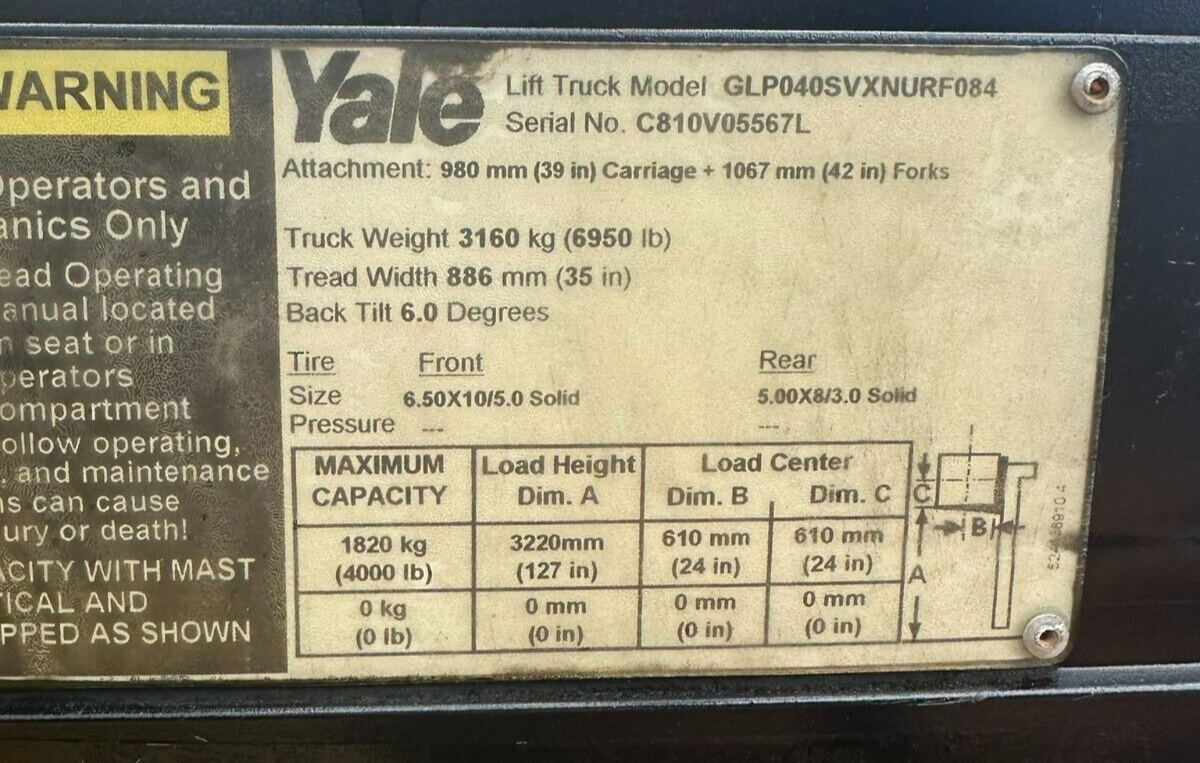 WARNING
Operators and
anics Only
ead Operating
anual located
n seat or in
perators
ompartment
ollow operating,
, and maintenance
ns can cause
ury or death!
ACITY WITH MAST
TICAL AND
PPED AS SHOWN
Yale
Lift Truck Model GLP040SVXNURF084
Serial No. C810V05567L
Attachment: 980 mm (39 in) Carriage + 1067 mm (42 in) Forks
Truck Weight 3160 kg (6950 lb)
Tread Width 886 mm (35 in)
Back Tilt 6.0 Degrees
Tire Front Rear
Size 6.50X10/5.0 Solid 5.00X8/3.0 Solid
Pressure --- ---
MAXIMUM Load Height Load Center
CAPACITY Dim. A Dim. B Dim. C
1820 kg 3220mm 610 mm 610 mm
(4000 lb) (127 in) (24 in) (24 in)
0 kg 0 mm 0 mm 0 mm
(0 lb) (0 in) (0 in) (0 in)
C
B
A